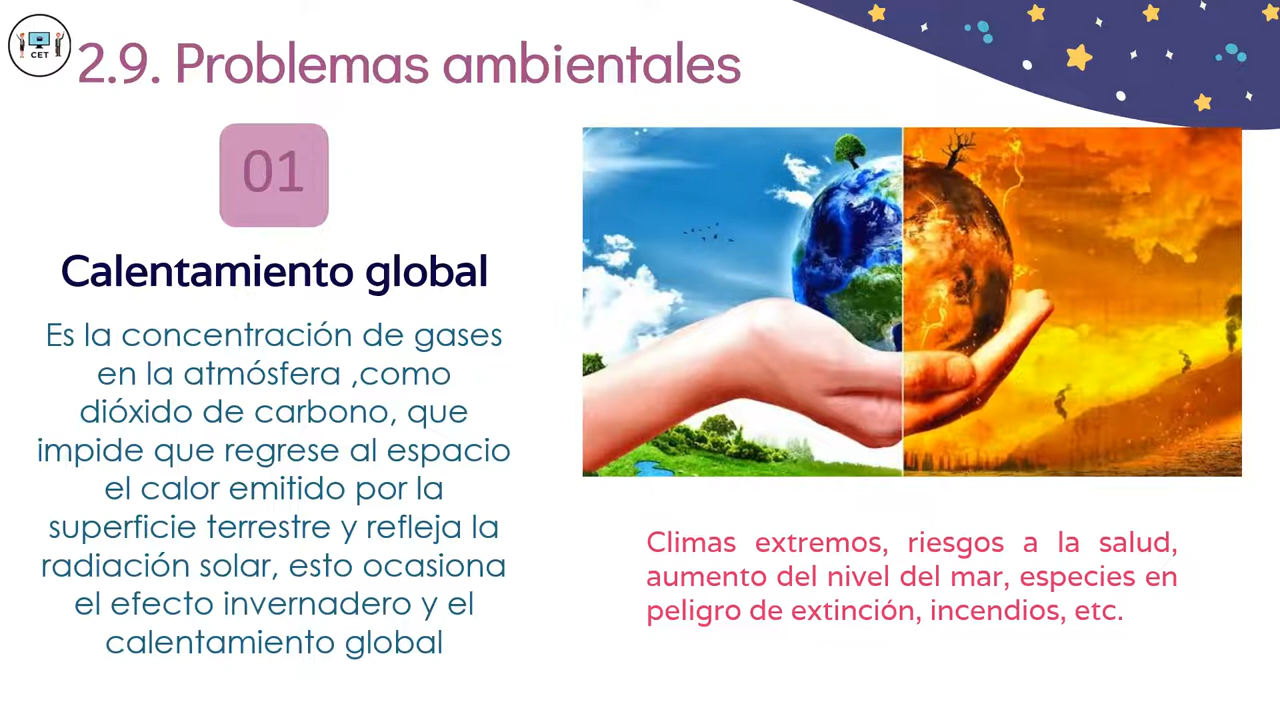 CET
2.9. Problemas ambientales
01
Calentamiento global
Es la concentración de gases
en la atmósfera ,como
dióxido de carbono, que
impide que regrese al espacio
el calor emitido por la
superficie terrestre y refleja la
radiación solar, esto ocasiona
el efecto invernadero y el
calentamiento global
Climas extremos, riesgos a la salud,
aumento del nivel del mar, especies en
peligro de extinción, incendios, etc.